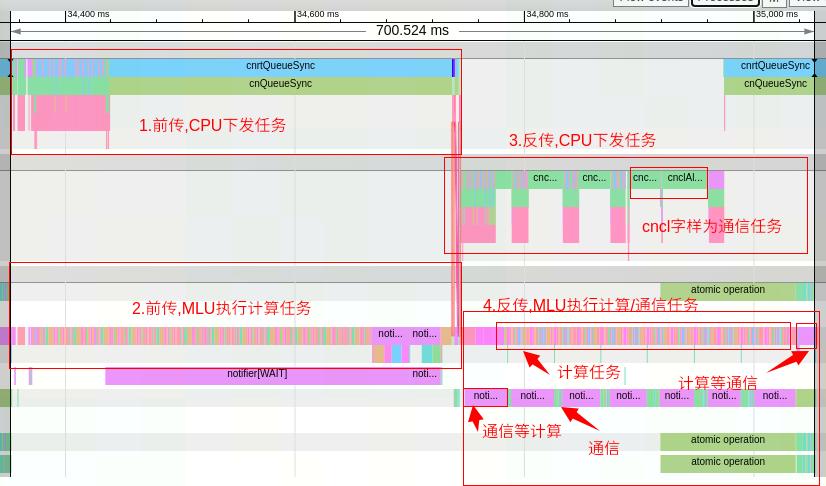 34,400 ms
34,600 ms
34,800 ms
35,000 ms
700.524 ms
cnrtQueueSync
cnrtQueueSync
cnQueueSync
cnQueueSync
1.前传,CPU下发任务
3.反传,CPU下发任务
cnc...
cnc...
cnc...
cnclAl...
cncl字样为通信任务
atomic operation
2.前传,MLU执行计算任务
4.反传,MLU执行计算/通信任务
noti...
noti...
计算任务
计算等通信
notifier[WAIT]
noti...
noti...
noti...
noti...
noti...
noti...
noti...
noti...
通信等计算
通信
atomic operation
atomic operation